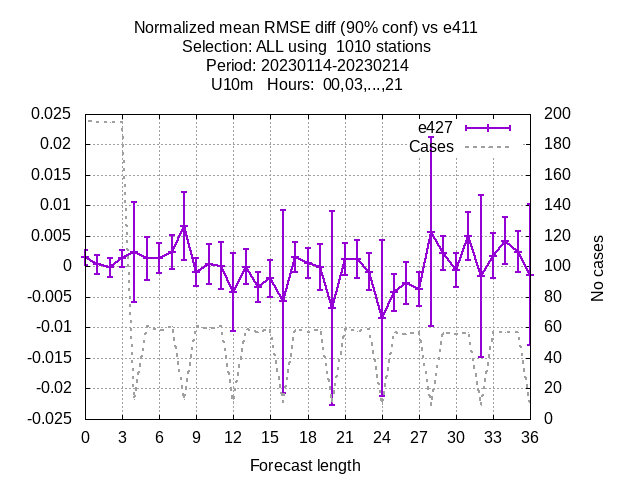 Normalized mean RMSE diff (90% conf) vs e411
Selection: ALL using  1010 stations
Period: 20230114-20230214
U10m   Hours:  00,03,...,21
e427
Cases
0.025
0.02
0.015
0.01
0.005
0
-0.005
-0.01
-0.015
-0.02
-0.025
200
180
160
140
120
100
80
60
40
20
0
No cases
0 3 6 9 12 15 18 21 24 27 30 33 36
Forecast length